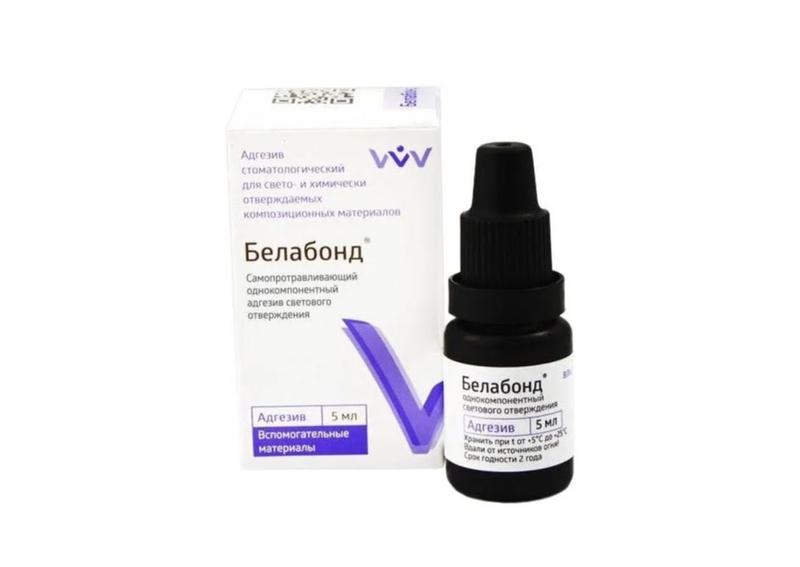 Адгезив
стоматологический
для свето- и химически
отверждаемых
композиционных материалов
Белабонд®
Самопротравливающий
однокомпонентный
адгезив светового
отверждения
Адгезив 5 мл
Вспомогательные
материалы
Белабонд®
однокомпонентный
светового отверждения
Адгезив 5 мл
Хранить при t от +5°C до +25°C
Вдали от источников огня!
Срок годности 2 года